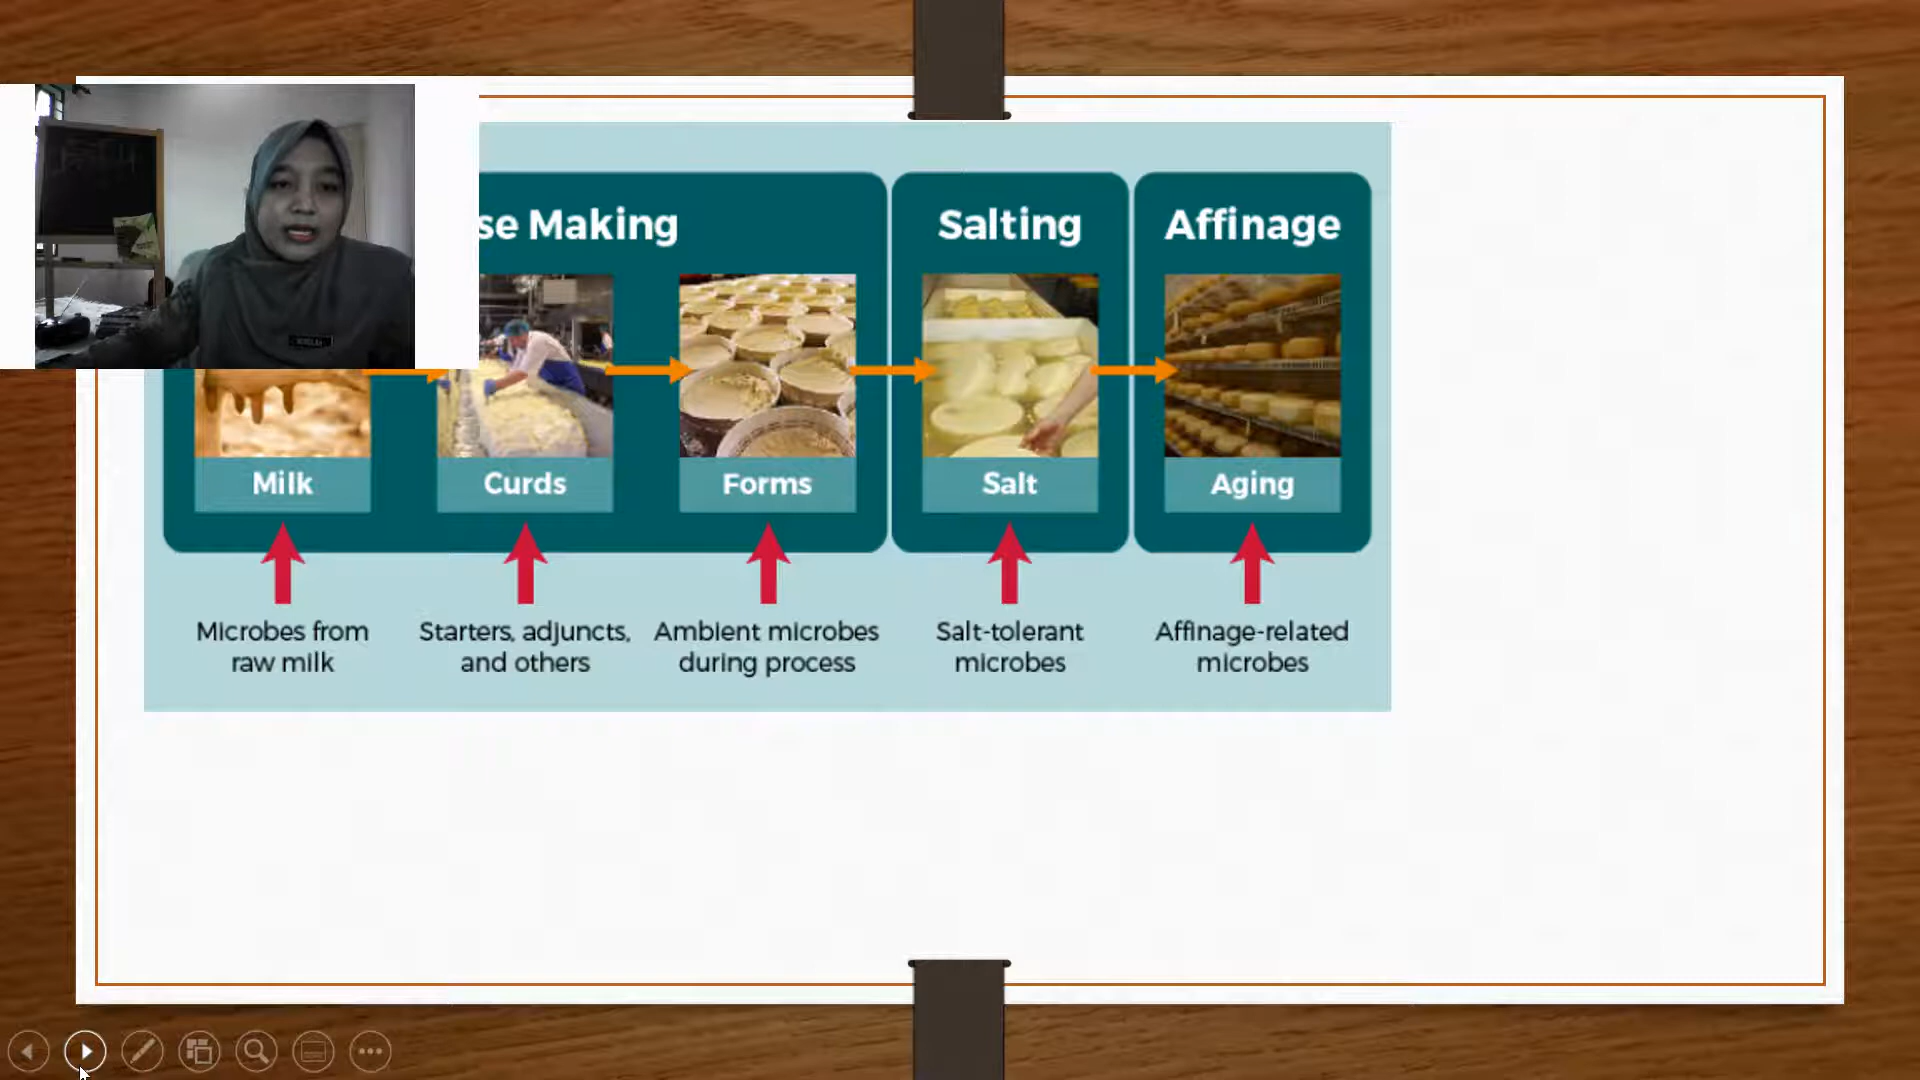 se Making
Salting
Affinage
Milk
Curds
Forms
Salt
Aging
Microbes from
raw milk
Starters, adjuncts,
and others
Ambient microbes
during process
Salt-tolerant
microbes
Affinage-related
microbes